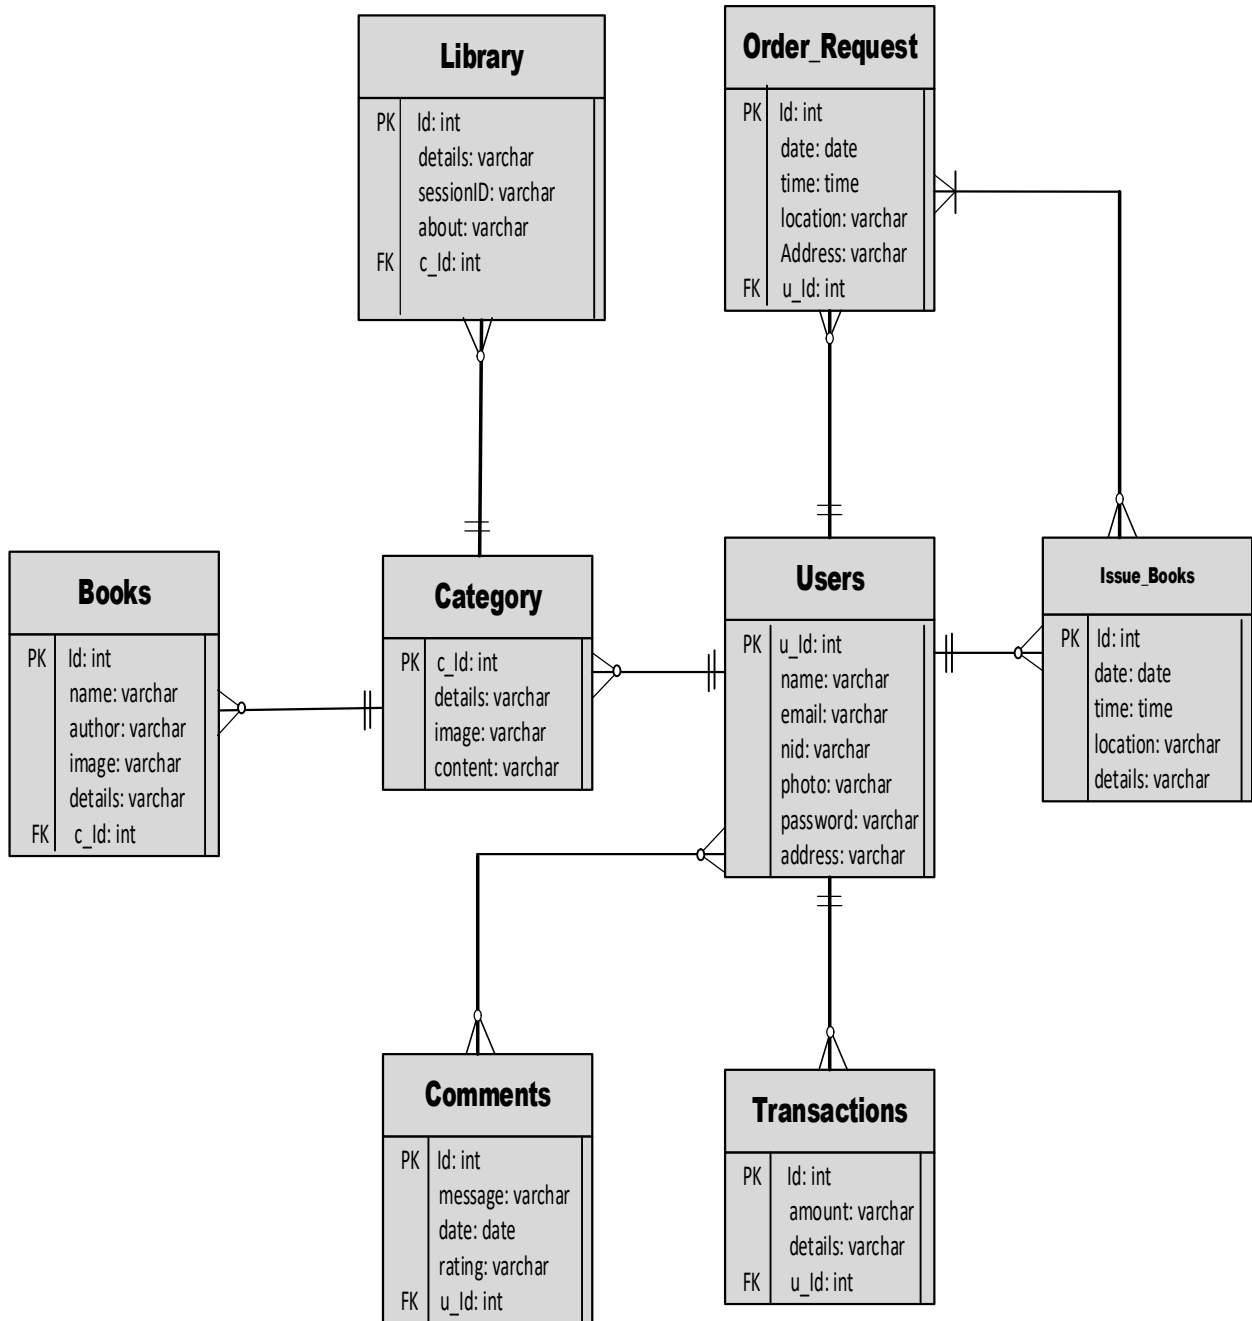 Library
PK Id: int
details: varchar
sessionID: varchar
about: varchar
FK c_Id: int
Order_Request
PK Id: int
date: date
time: time
location: varchar
Address: varchar
FK u_Id: int
Books
PK Id: int
name: varchar
author: varchar
image: varchar
details: varchar
FK c_Id: int
Category
PK c_Id: int
details: varchar
image: varchar
content: varchar
Users
PK u_Id: int
name: varchar
email: varchar
nid: varchar
photo: varchar
password: varchar
address: varchar
Issue_Books
PK Id: int
date: date
time: time
location: varchar
details: varchar
Comments
PK Id: int
message: varchar
date: date
rating: varchar
FK u_Id: int
Transactions
PK Id: int
amount: varchar
details: varchar
FK u_Id: int